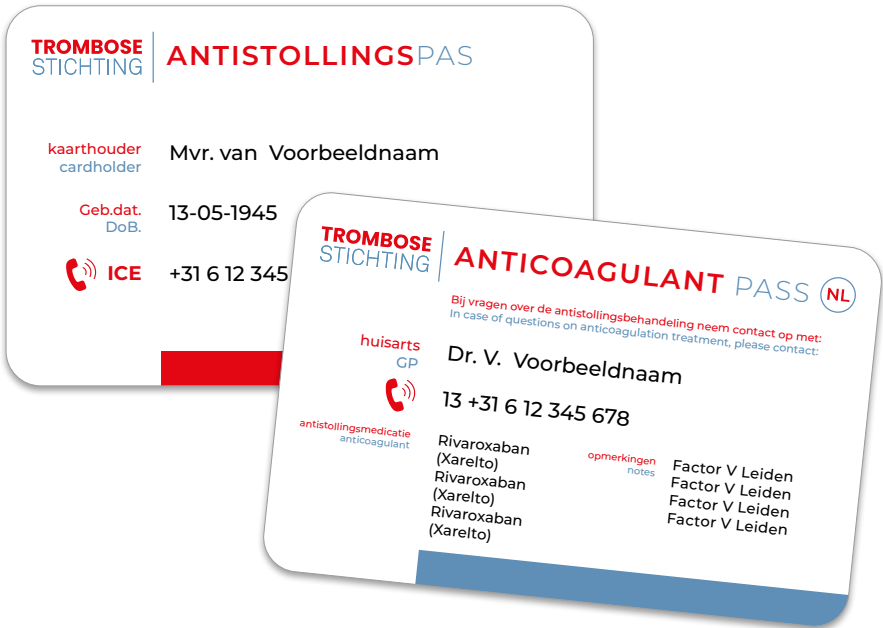 TROMBOSE
STICHTING
ANTISTOLLINGSPAS
kaarthouder
cardholder
Mvr. van Voorbeeldnaam
Geb.dat.
DoB.
13-05-1945
ICE
+31 6 12 345
TROMBOSE
STICHTING
ANTICOAGULANT PASS NL
Bij vragen over de antistollingsbehandeling neem contact op met:
In case of questions on anticoagulation treatment, please contact:
huisarts
GP
Dr. V. Voorbeeldnaam
13 +31 6 12 345 678
antistollingsmedicatie
anticoagulant
Rivaroxaban
(Xarelto)
Rivaroxaban
(Xarelto)
Rivaroxaban
(Xarelto)
opmerkingen
notes
Factor V Leiden
Factor V Leiden
Factor V Leiden
Factor V Leiden